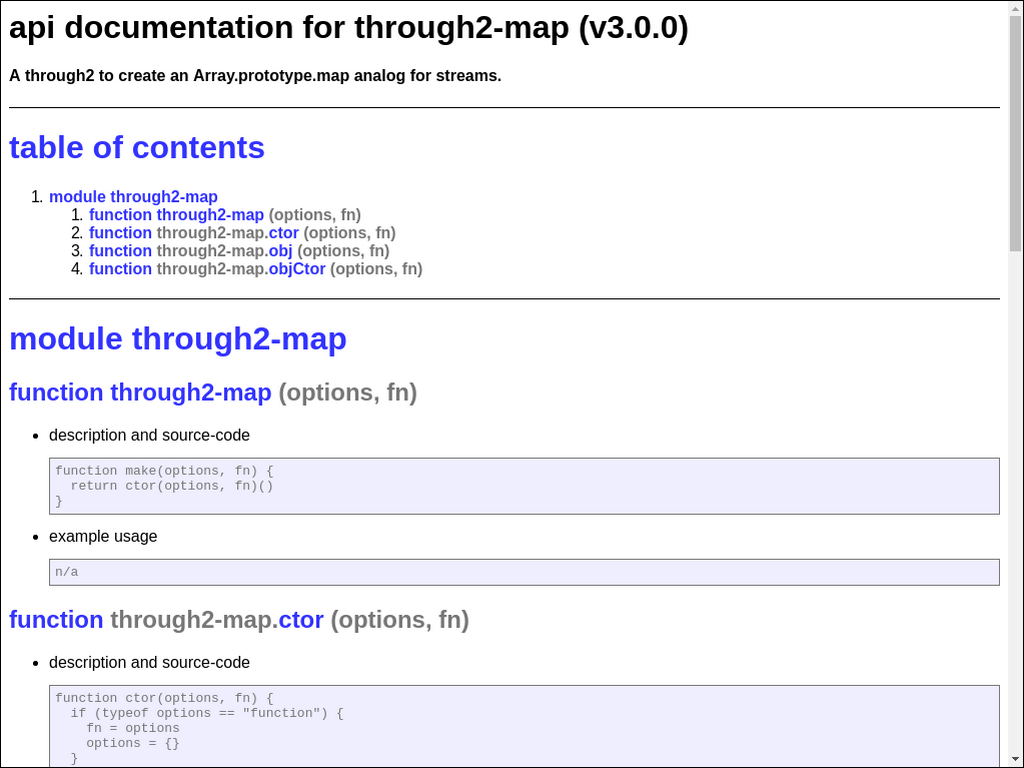 api documentation for through2-map (v3.0.0)
A through2 to create an Array.prototype.map analog for streams.
table of contents
1. module through2-map
1. function through2-map (options, fn)
2. function through2-map.ctor (options, fn)
3. function through2-map.obj (options, fn)
4. function through2-map.objCtor (options, fn)
module through2-map
function through2-map (options, fn)
• description and source-code
function make(options, fn) {
  return ctor(options, fn)()
}
• example usage
n/a
function through2-map.ctor (options, fn)
• description and source-code
function ctor(options, fn) {
  if (typeof options == "function") {
    fn = options
    options = {}
  }